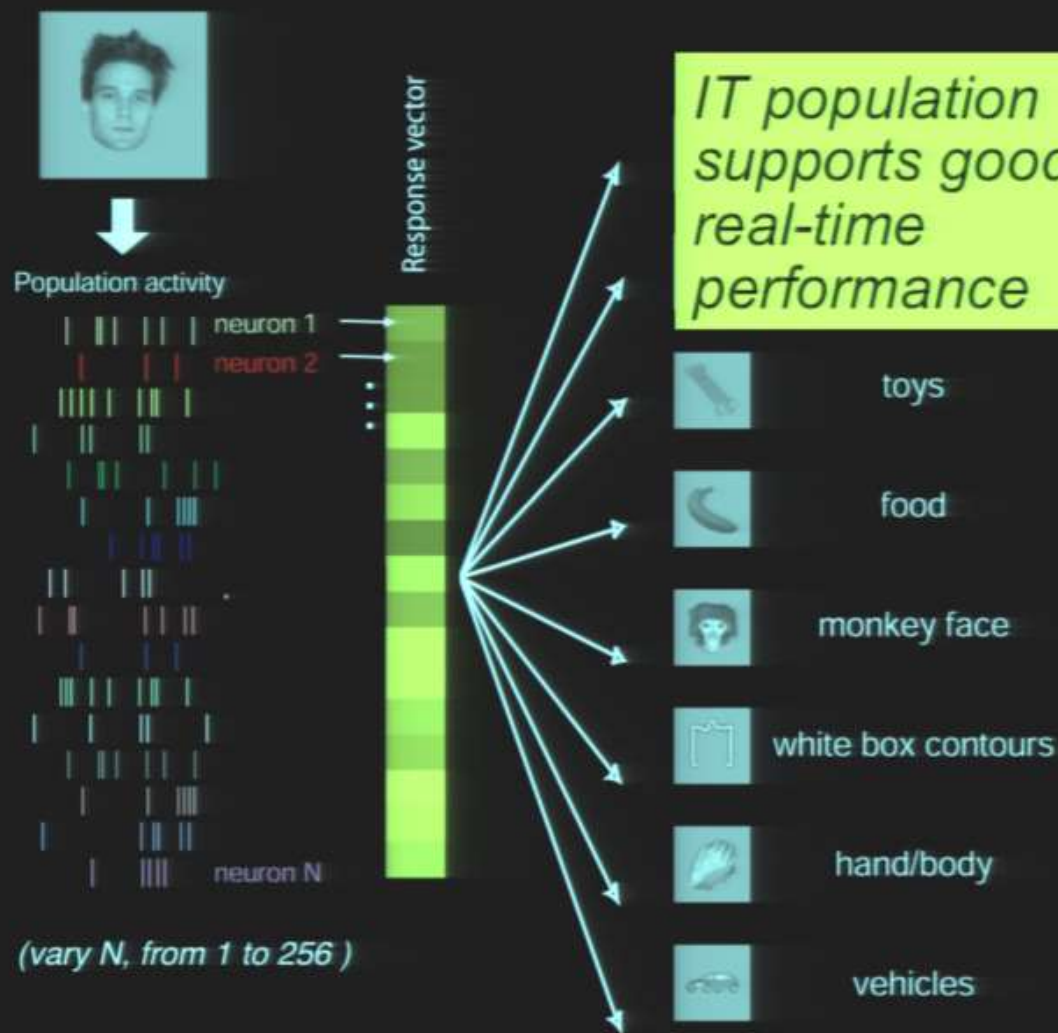 Response vector
IT population
supports good
real-time
performance
Population activity
neuron 1
neuron 2
toys
food
monkey face
white box contours
hand/body
neuron N
(vary N, from 1 to 256 )
vehicles